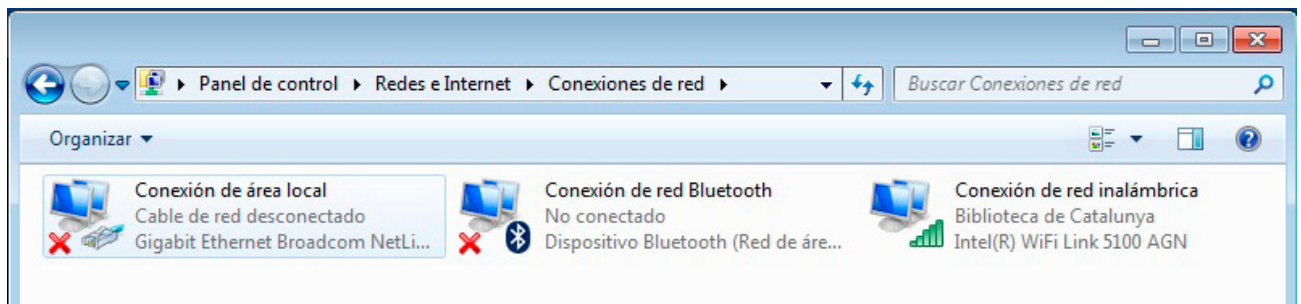 Panel de control Redes e Internet Conexiones de red Buscar Conexiones de red
Organizar
Conexión de área local
Cable de red desconectado
Gigabit Ethernet Broadcom NetLi...
Conexión de red Bluetooth
No conectado
Dispositivo Bluetooth (Red de áre...
Conexión de red inalámbrica
Biblioteca de Catalunya
Intel(R) WiFi Link 5100 AGN